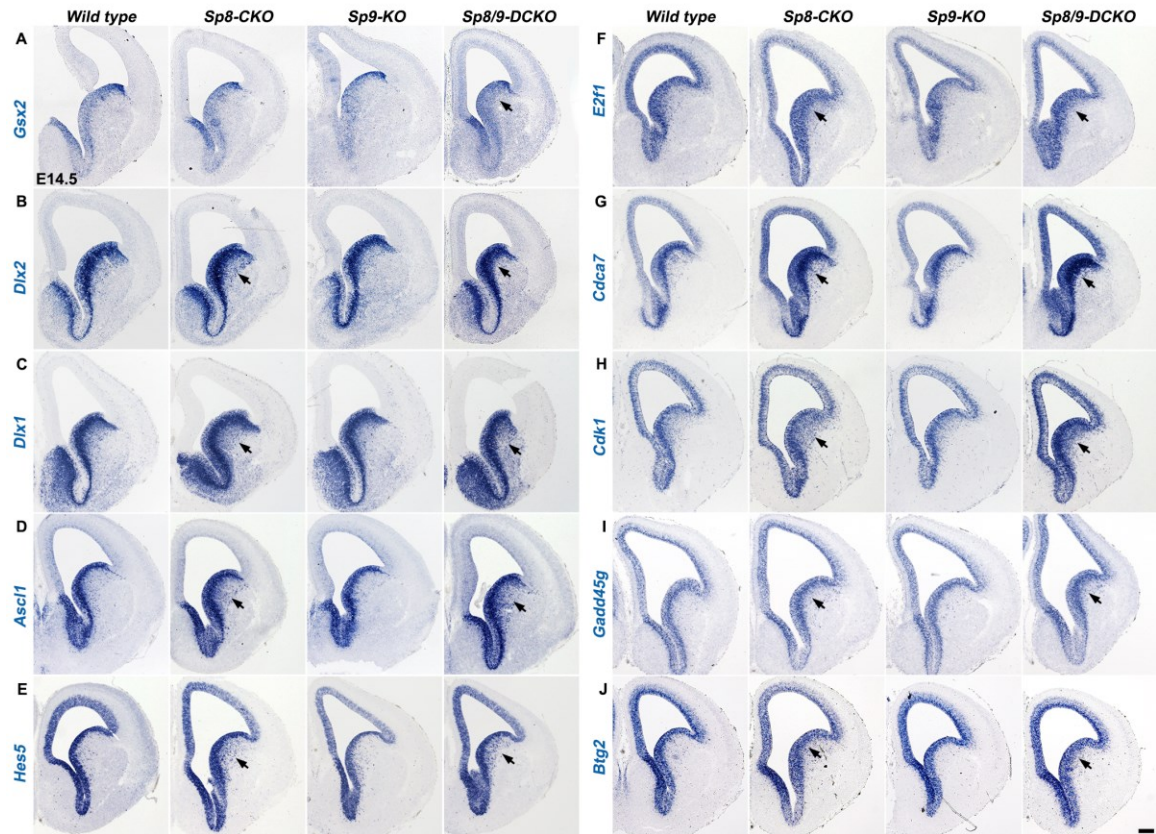 Wild type Sp8-CKO Sp9-KO Sp8/9-DCKO Wild type Sp8-CKO Sp9-KO Sp8/9-DCKO
A Gsx2 E14.5 F E2f1
B Dlx2 G Cdca7
C Dlx1 H Cdk1
D Ascl1 I Gadd45g
E Hes5 J Btg2